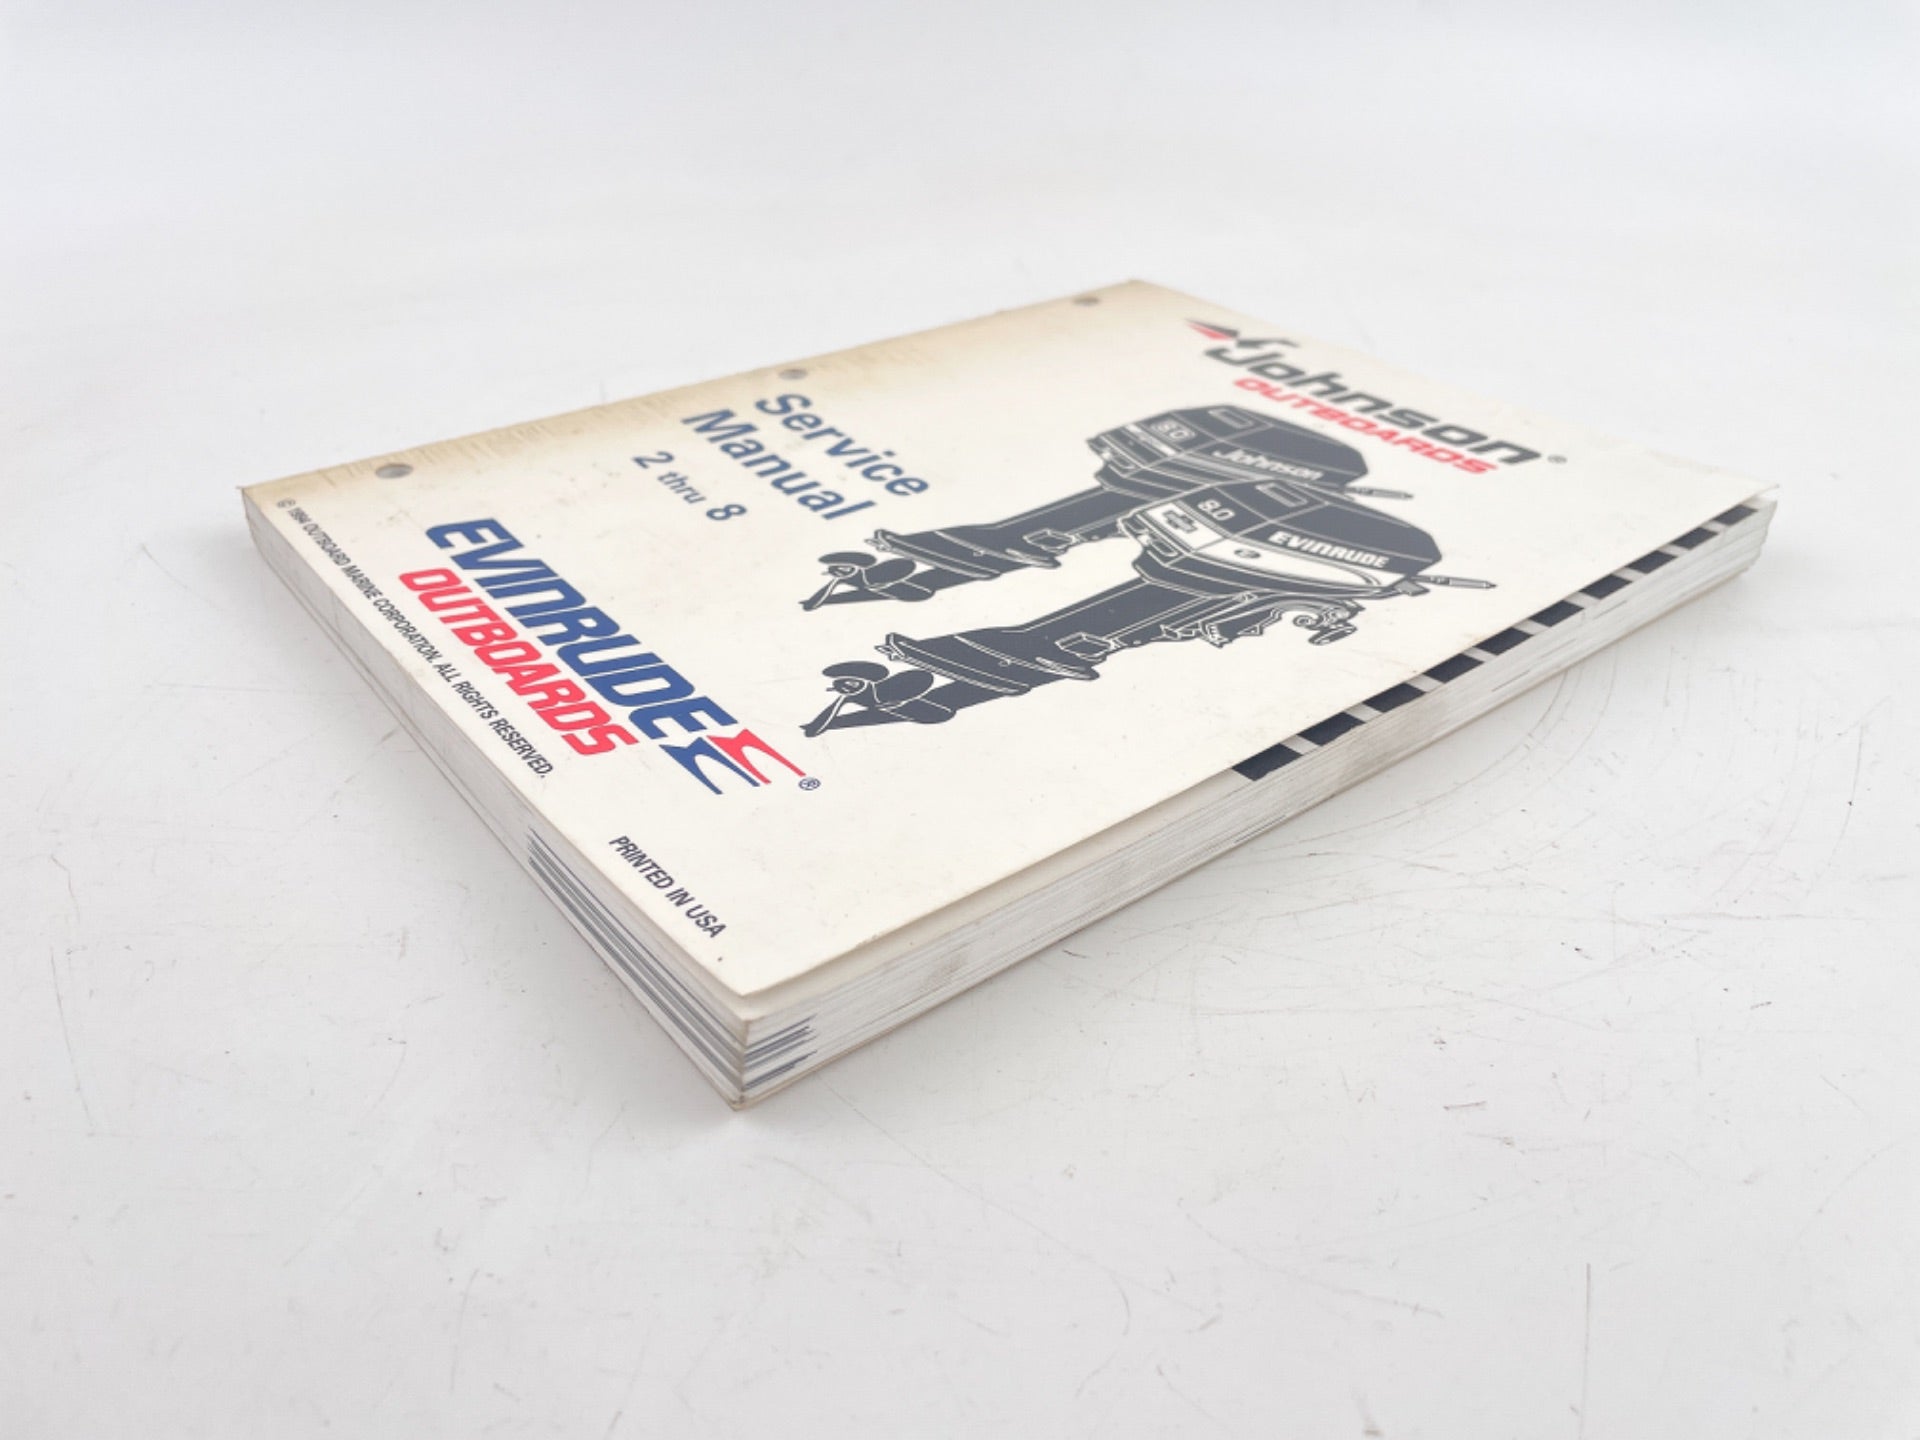 Johnson®
OUTBOARDS
Service
Manual
2 thru 8
8.0
Johnson
8.0
EVINRUDE
EVINRUDE
OUTBOARDS ®
© 1994 OUTBOARD MARINE CORPORATION. ALL RIGHTS RESERVED.
PRINTED IN USA